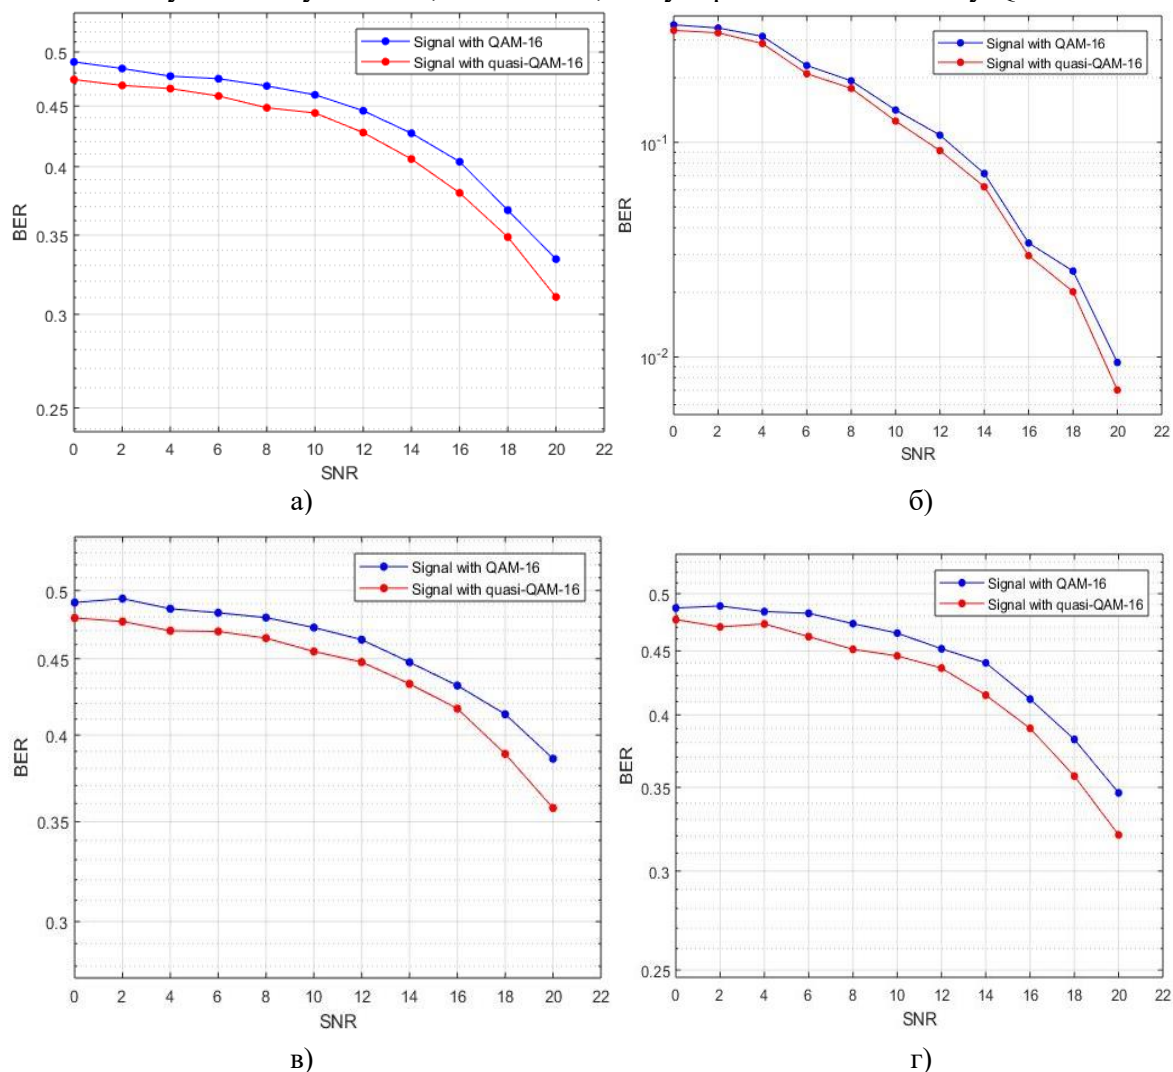 0.5
0.45
0.4
0.35
0.3
0.25
BER
Signal with QAM-16
Signal with quasi-QAM-16
0 2 4 6 8 10 12 14 16 18 20 22
SNR
а)
10-1
10-2
BER
Signal with QAM-16
Signal with quasi-QAM-16
0 2 4 6 8 10 12 14 16 18 20 22
SNR
б)
0.5
0.45
0.4
0.35
0.3
BER
Signal with QAM-16
Signal with quasi-QAM-16
0 2 4 6 8 10 12 14 16 18 20 22
SNR
в)
0.5
0.45
0.4
0.35
0.3
0.25
BER
Signal with QAM-16
Signal with quasi-QAM-16
0 2 4 6 8 10 12 14 16 18 20 22
SNR
г)